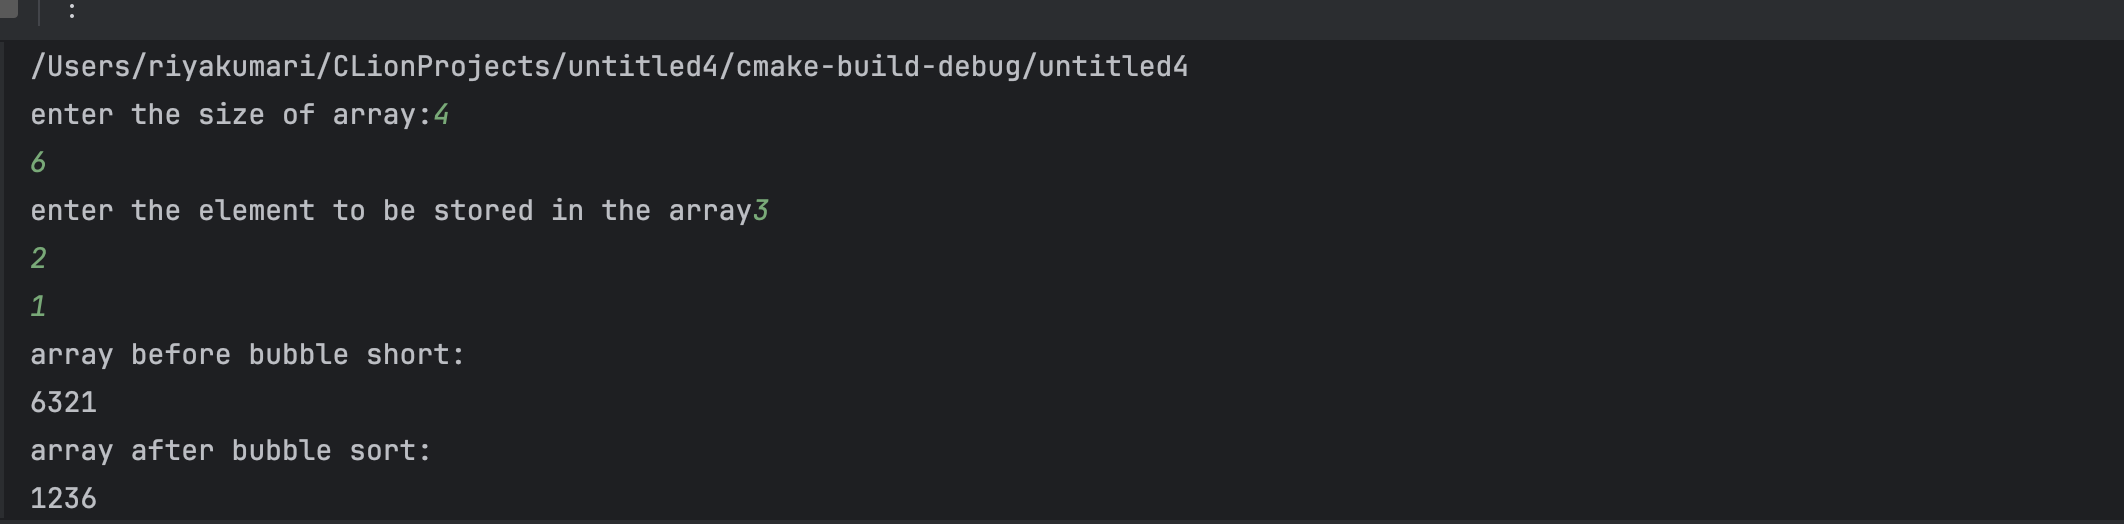 /Users/riyakumari/CLionProjects/untitled4/cmake-build-debug/untitled4
enter the size of array:4
6
enter the element to be stored in the array3
2
1
array before bubble short:
6321
array after bubble sort:
1236